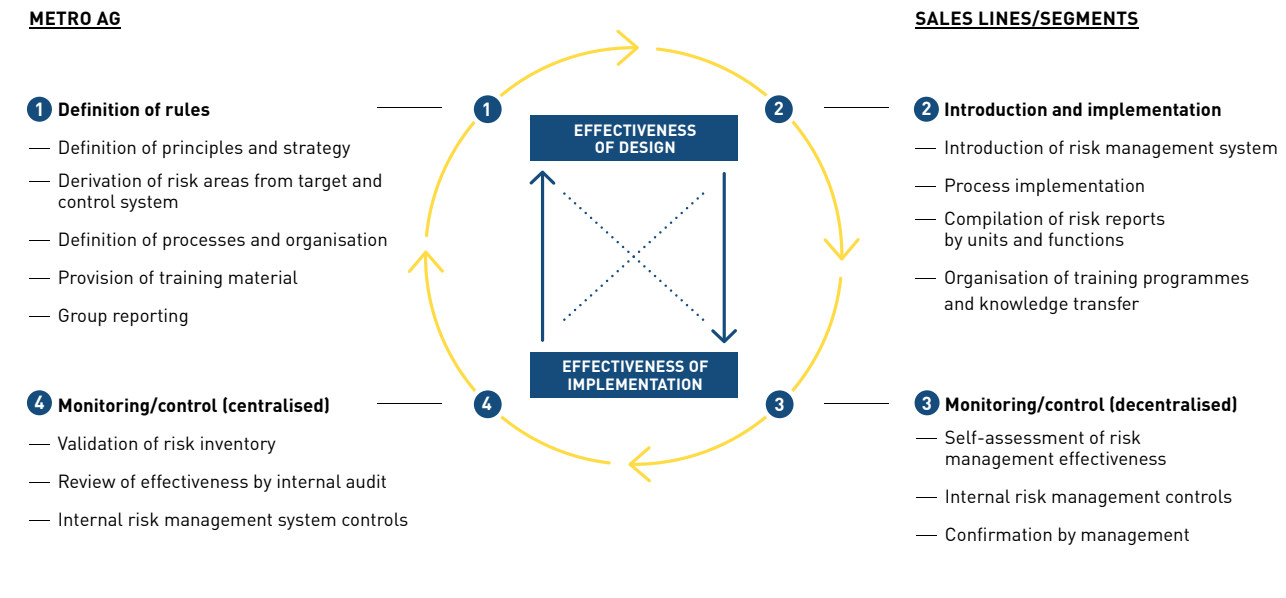 METRO AG
1 Definition of rules
— Definition of principles and strategy
— Derivation of risk areas from target and
control system
— Definition of processes and organisation
— Provision of training material
— Group reporting
4 Monitoring/control (centralised)
— Validation of risk inventory
— Review of effectiveness by internal audit
— Internal risk management system controls
1
2
EFFECTIVENESS
OF DESIGN
EFFECTIVENESS OF
IMPLEMENTATION
4
3
SALES LINES/SEGMENTS
2 Introduction and implementation
— Introduction of risk management system
— Process implementation
— Compilation of risk reports
by units and functions
— Organisation of training programmes
and knowledge transfer
3 Monitoring/control (decentralised)
— Self-assessment of risk
management effectiveness
— Internal risk management controls
— Confirmation by management